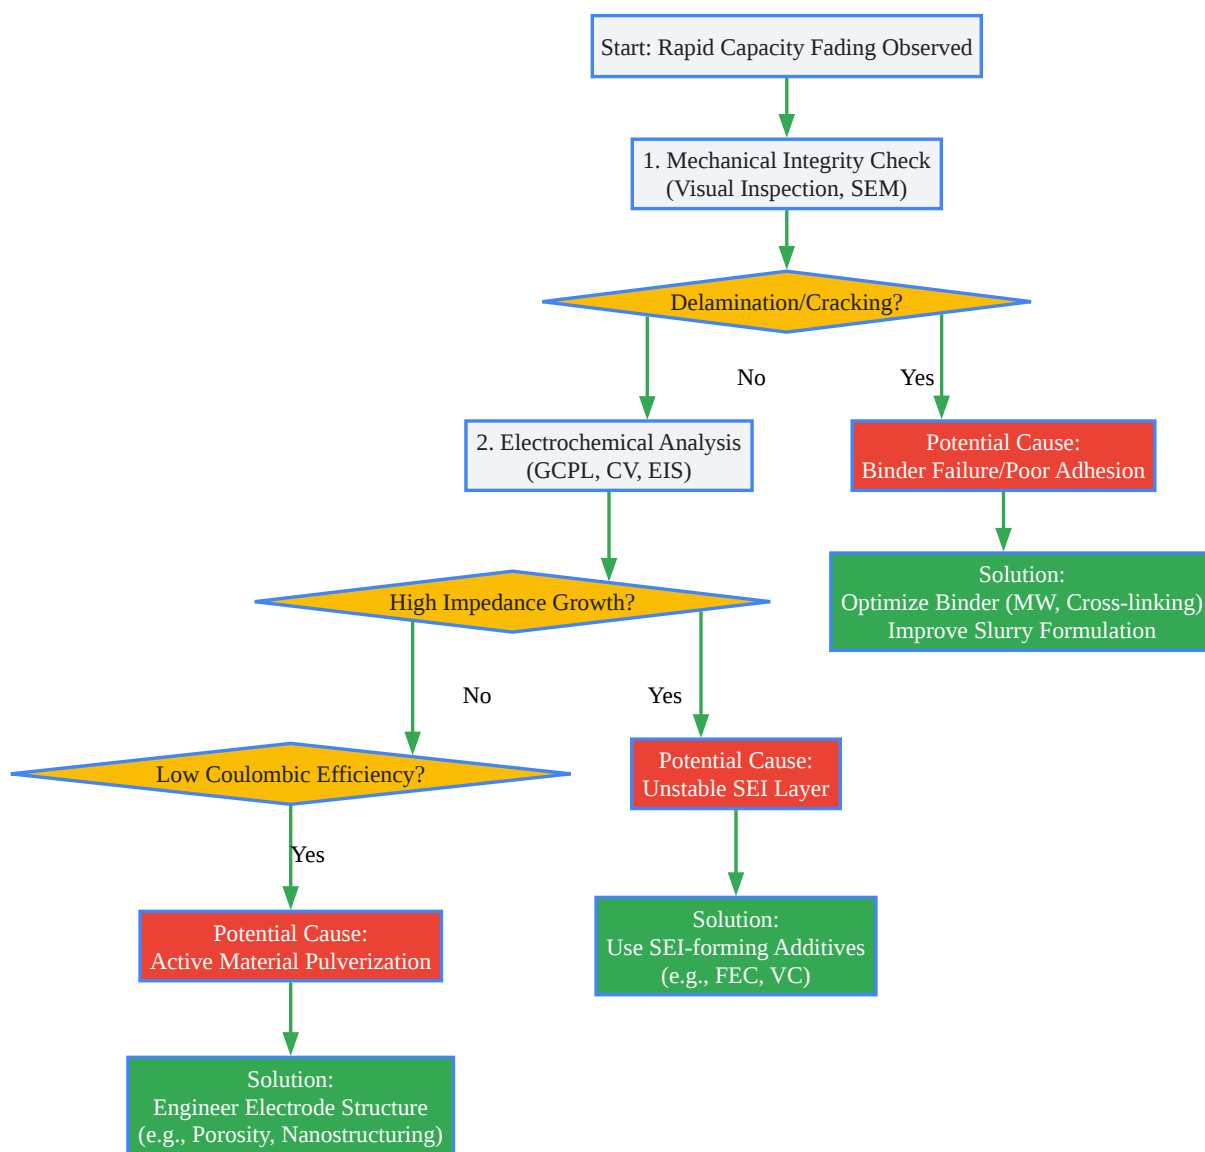 Start: Rapid Capacity Fading Observed
1. Mechanical Integrity Check
(Visual Inspection, SEM)
Delamination/Cracking?
No
Yes
2. Electrochemical Analysis
(GCPL, CV, EIS)
Potential Cause:
Binder Failure/Poor Adhesion
Solution:
Optimize Binder (MW, Cross-linking)
Improve Slurry Formulation
High Impedance Growth?
No
Yes
Low Coulombic Efficiency?
Potential Cause:
Unstable SEI Layer
Yes
Solution:
Use SEI-forming Additives
(e.g., FEC, VC)
Potential Cause:
Active Material Pulverization
Solution:
Engineer Electrode Structure
(e.g., Porosity, Nanostructuring)